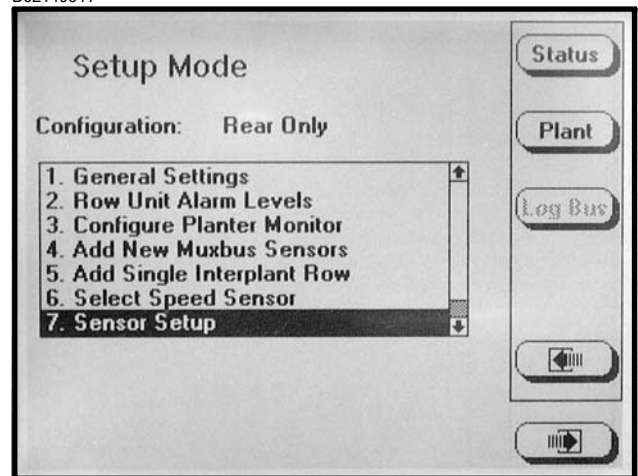 Setup Mode
Configuration: Rear Only
1. General Settings
2. Row Unit Alarm Levels
3. Configure Planter Monitor
4. Add New Muxbus Sensors
5. Add Single Interplant Row
6. Select Speed Sensor
7. Sensor Setup
Status
Plant
Log Bus